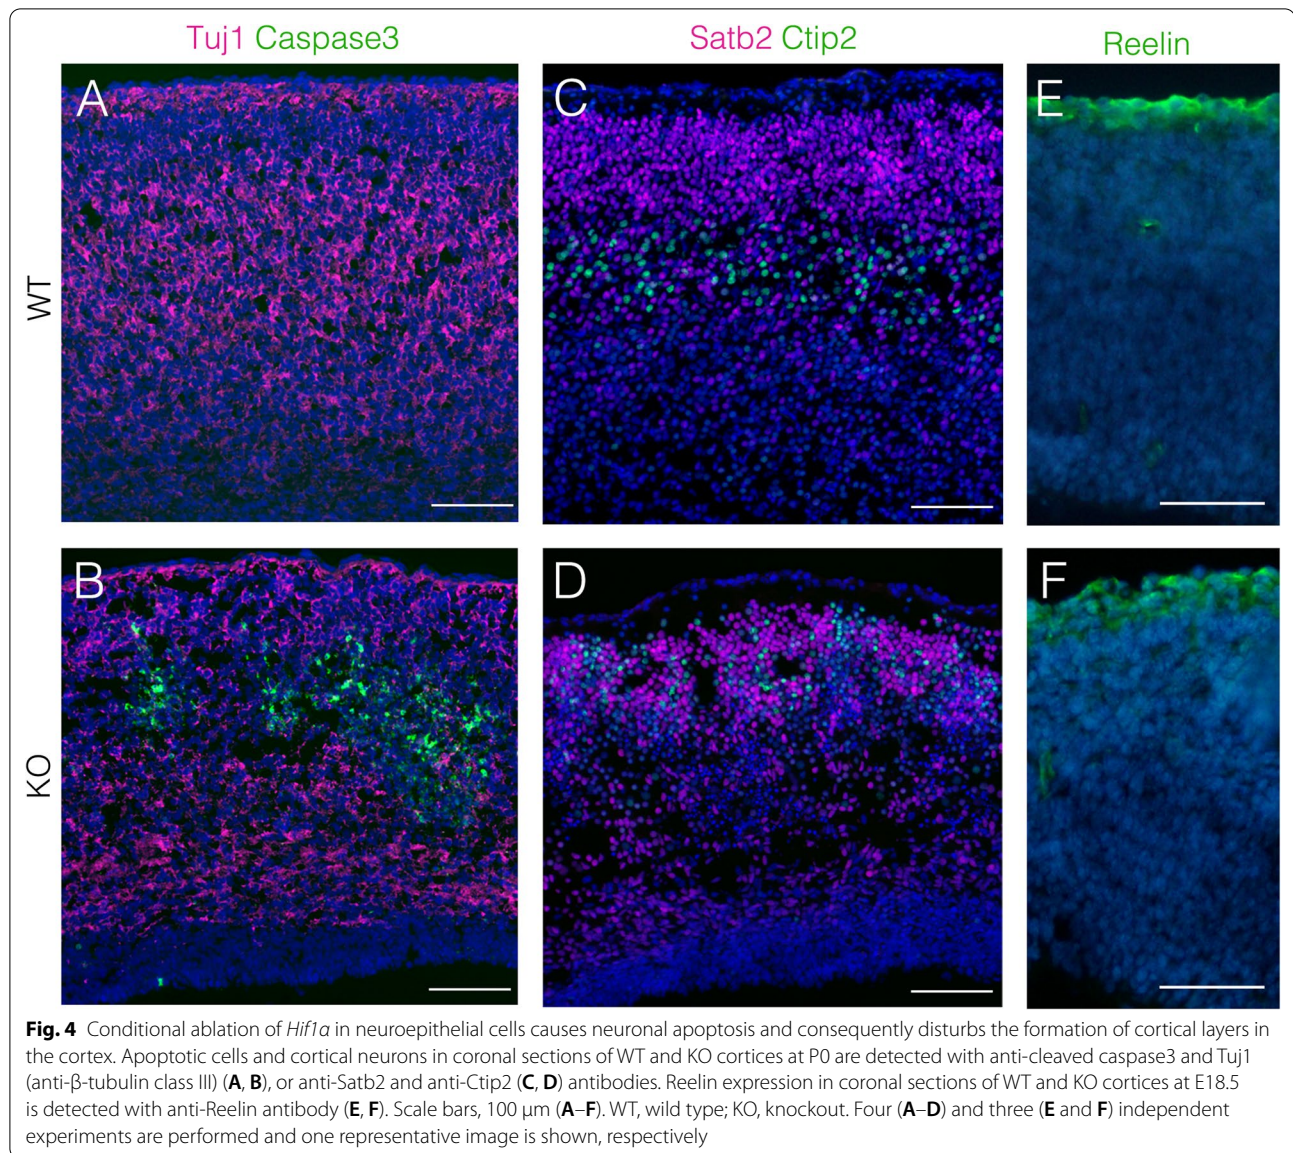 Tuj1 Caspase3
Satb2 Ctip2
Reelin
WT
A
C
E
KO
B
D
F
Fig. 4 Conditional ablation of Hif1α in neuroepithelial cells causes neuronal apoptosis and consequently disturbs the formation of cortical layers in
the cortex. Apoptotic cells and cortical neurons in coronal sections of WT and KO cortices at P0 are detected with anti-cleaved caspase3 and Tuj1
(anti-β-tubulin class III) (A, B), or anti-Satb2 and anti-Ctip2 (C, D) antibodies. Reelin expression in coronal sections of WT and KO cortices at E18.5
is detected with anti-Reelin antibody (E, F). Scale bars, 100 μm (A–F). WT, wild type; KO, knockout. Four (A–D) and three (E and F) independent
experiments are performed and one representative image is shown, respectively